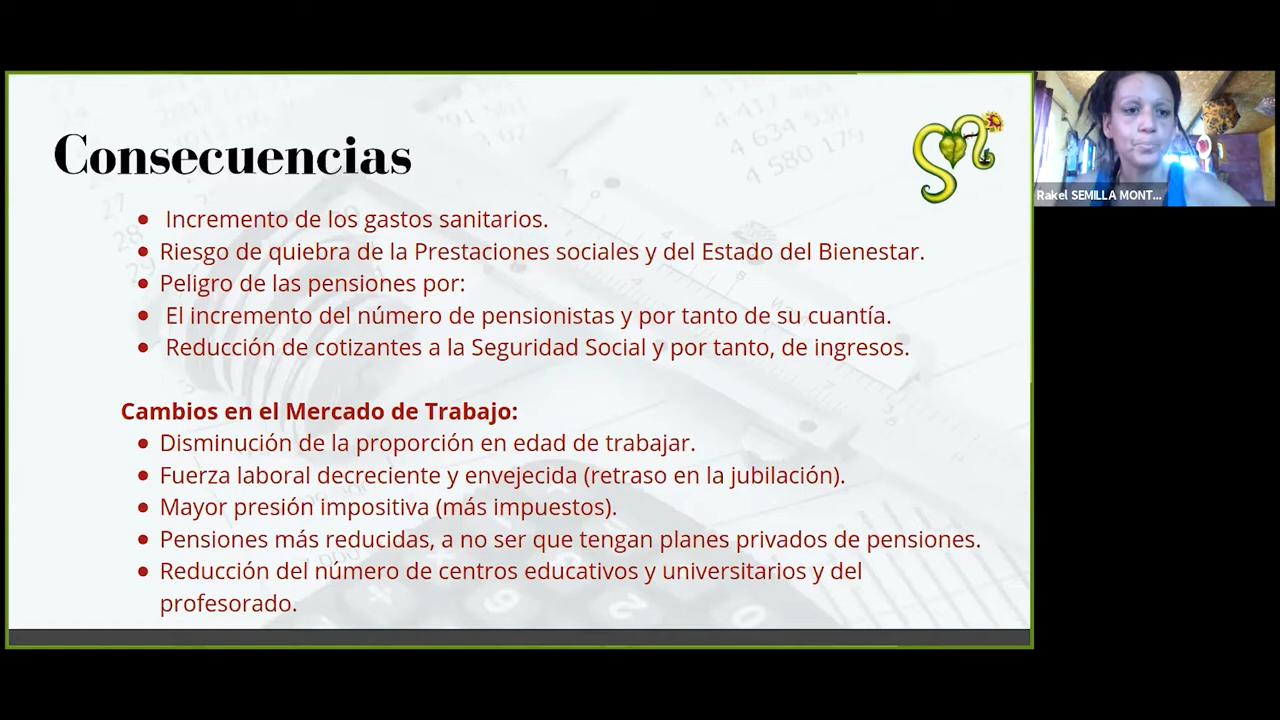 Consecuencias
Incremento de los gastos sanitarios.
Riesgo de quiebra de la Prestaciones sociales y del Estado del Bienestar.
Peligro de las pensiones por:
El incremento del número de pensionistas y por tanto de su cuantía.
Reducción de cotizantes a la Seguridad Social y por tanto, de ingresos.
Cambios en el Mercado de Trabajo:
Disminución de la proporción en edad de trabajar.
Fuerza laboral decreciente y envejecida (retraso en la jubilación).
Mayor presión impositiva (más impuestos).
Pensiones más reducidas, a no ser que tengan planes privados de pensiones.
Reducción del número de centros educativos y universitarios y del
profesorado.
Rakel SEMILLA MONT...